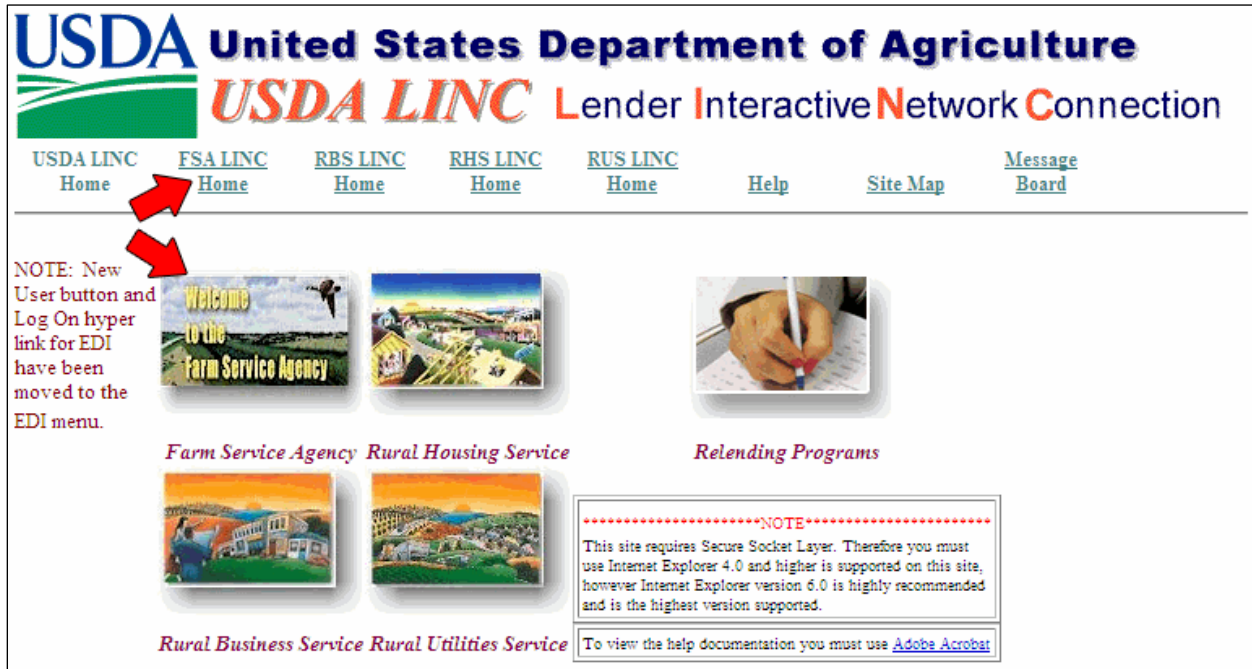 USDA United States Department of Agriculture
USDA LINC Lender Interactive Network Connection
USDA LINC Home
FSA LINC Home
RBS LINC Home
RHS LINC Home
RUS LINC Home
Help
Site Map
Message Board
NOTE: New
User button and
Log On hyper
link for EDI
have been
moved to the
EDI menu.
Welcome
to the
Farm Service Agency
Farm Service Agency
Rural Housing Service
Relending Programs
Rural Business Service
Rural Utilities Service
**********************NOTE***********************
This site requires Secure Socket Layer. Therefore you must
use Internet Explorer 4.0 and higher is supported on this site,
however Internet Explorer version 6.0 is highly recommended
and is the highest version supported.
To view the help documentation you must use Adobe Acrobat